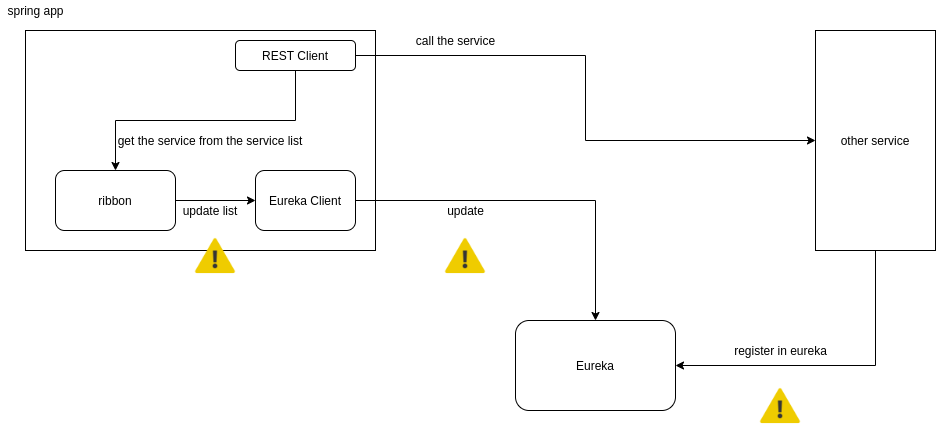 spring app
REST Client
call the service
get the service from the service list
other service
ribbon
Eureka Client
update list
update
Eureka
register in eureka